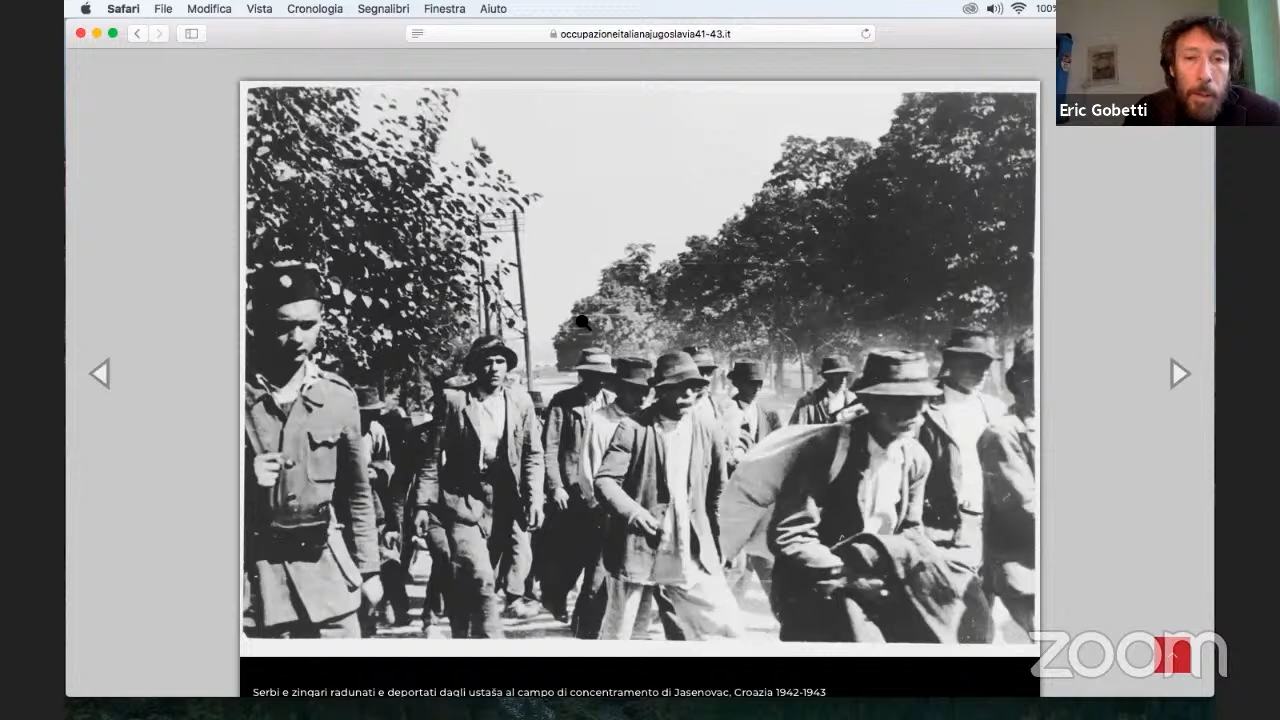 Safari File Modifica Vista Cronologia Segnalibri Finestra Aiuto 100%
occupazioneitalianajugoslavia41-43.it
Eric Gobetti
zoom
Serbi e zingari radunati e deportati dagli ustaša al campo di concentramento di Jasenovac, Croazia 1942-1943